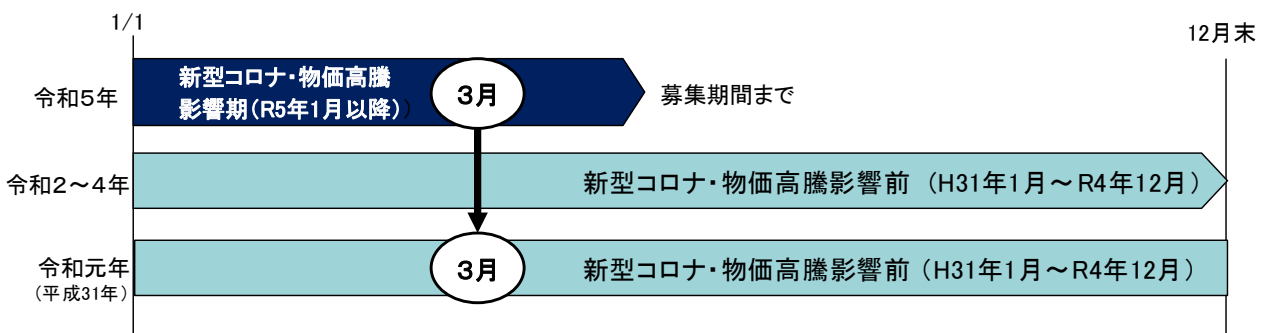 1/1
12月末
令和５年
新型コロナ・物価高騰
影響期（R5年1月以降）)
３月
募集期間まで
令和２～４年
新型コロナ・物価高騰影響前 （H31年1月～R4年12月）
令和元年
(平成31年)
３月
新型コロナ・物価高騰影響前（H31年1月～R4年12月）